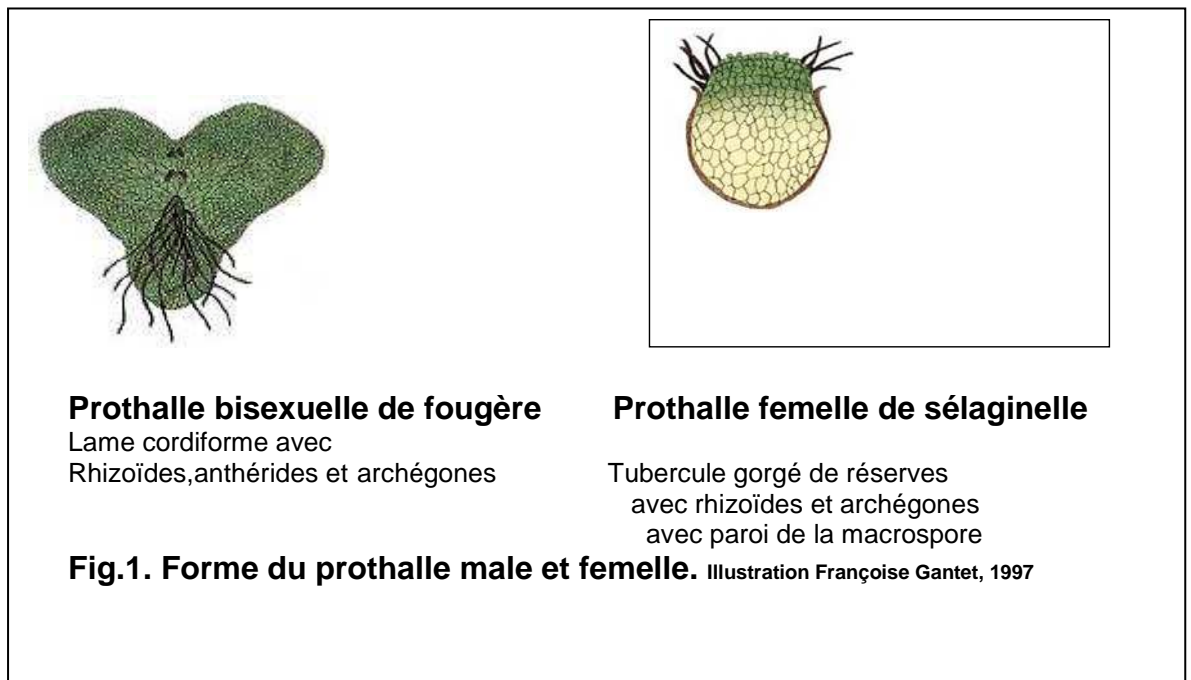 Prothalle bisexuelle de fougère
Lame cordiforme avec
Rhizoïdes,anthérides et archégones
Prothalle femelle de sélaginelle
Tubercule gorgé de réserves
avec rhizoïdes et archégones
avec paroi de la macrospore
Fig.1. Forme du prothalle male et femelle. Illustration Françoise Gantet, 1997